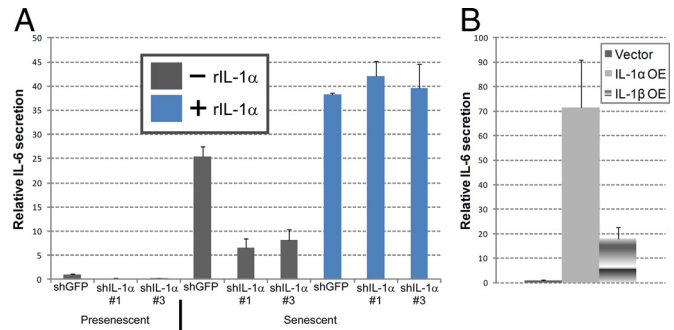 A
Relative IL-6 secretion
50
45
40
35
30
25
20
15
10
5
0
− rIL-1α
+ rIL-1α
shGFP
shIL-1α #1
shIL-1α #3
shGFP
shIL-1α #1
shIL-1α #3
shGFP
shIL-1α #1
shIL-1α #3
Presenescent
Senescent
B
Relative IL-6 secretion
100
90
80
70
60
50
40
30
20
10
0
Vector
IL-1α OE
IL-1β OE